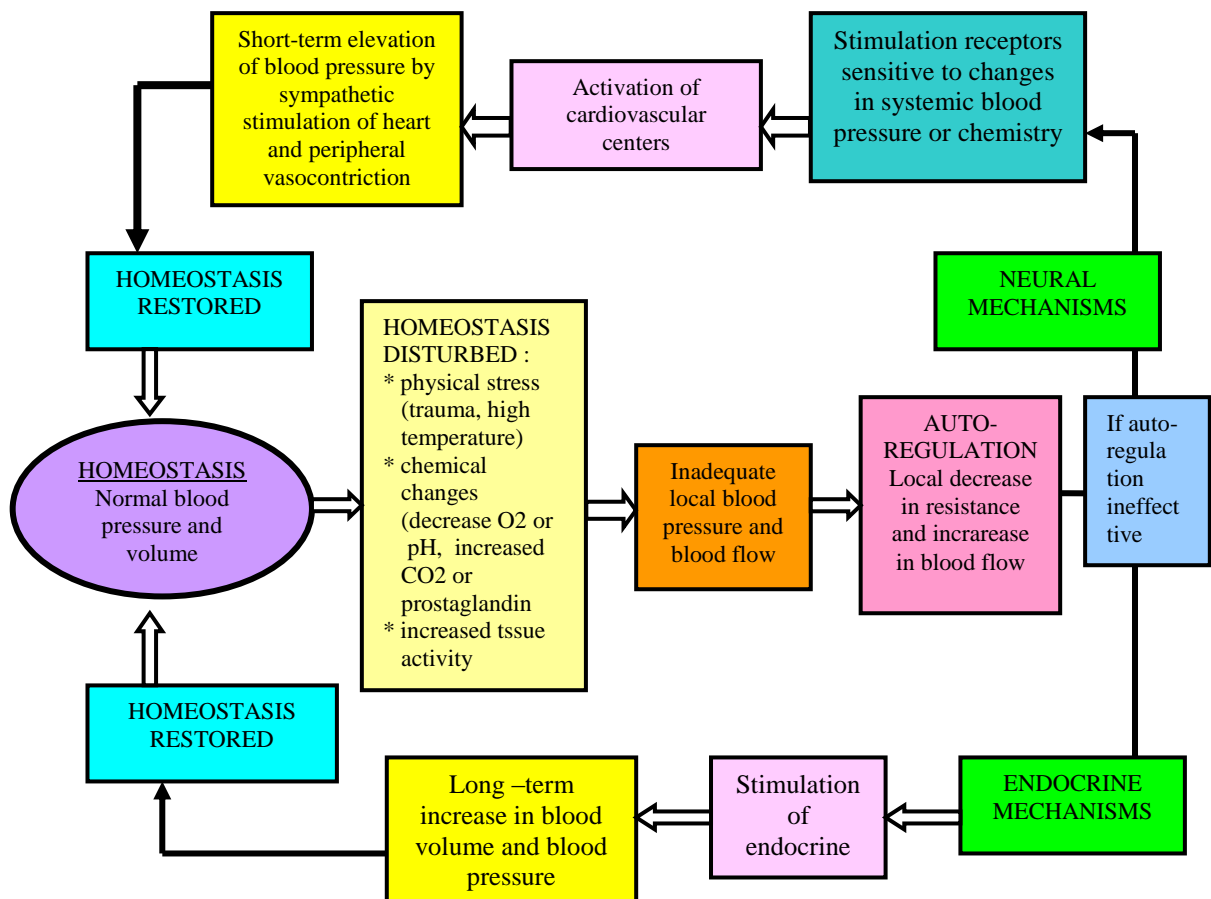 Short-term elevation
of blood pressure by
sympathetic
stimulation of heart
and peripheral
vasocontriction
Activation of
cardiovascular
centers
Stimulation receptors
sensitive to changes
in systemic blood
pressure or chemistry
HOMEOSTASIS
RESTORED
NEURAL
MECHANISMS
HOMEOSTASIS
Normal blood
pressure and
volume
HOMEOSTASIS
DISTURBED :
* physical stress
(trauma, high
temperature)
* chemical
changes
(decrease O2 or
pH, increased
CO2 or
prostaglandin
* increased tssue
activity
Inadequate
local blood
pressure and
blood flow
AUTO-
REGULATION
Local decrease
in resistance
and incrarease
in blood flow
If auto-
regula
tion
ineffec
tive
HOMEOSTASIS
RESTORED
Long –term
increase in blood
volume and blood
pressure
Stimulation
of
endocrine
ENDOCRINE
MECHANISMS